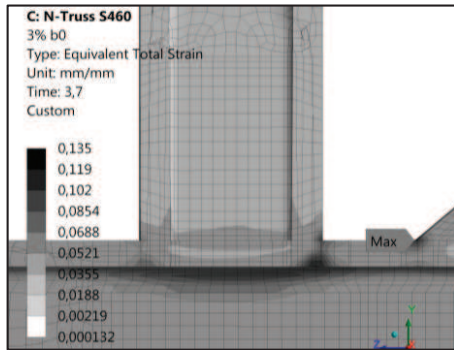 C: N-Truss S460
3% b0
Type: Equivalent Total Strain
Unit: mm/mm
Time: 3,7
Custom
0,135
0,119
0,102
0,0854
0,0688
0,0521
0,0355
0,0188
0,00219
0,000132
Max
Y
Z
X